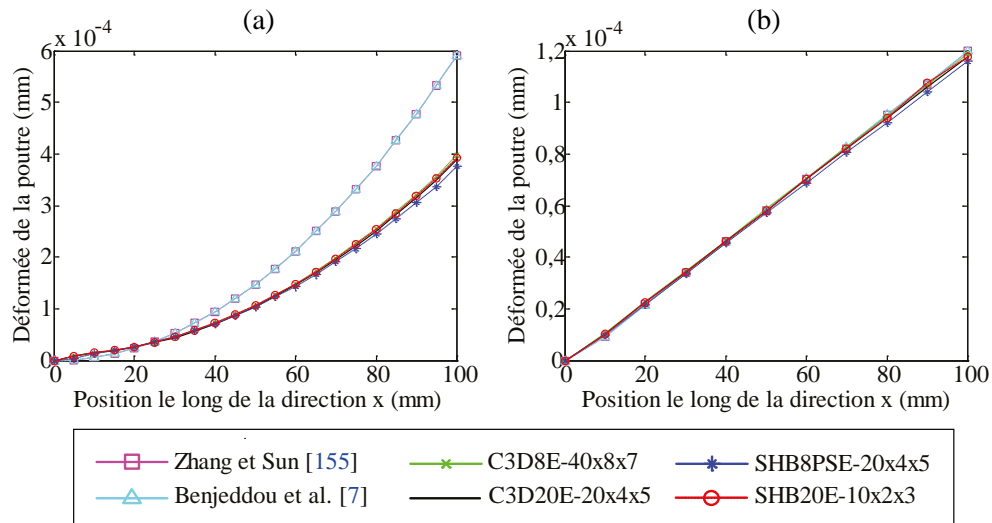 (a)
x 10-4
Déformée de la poutre (mm)
6
5
4
3
2
1
0
0 20 40 60 80 100
Position le long de la direction x (mm)
(b)
x 10-4
Déformée de la poutre (mm)
1,2
1
0,8
0,6
0,4
0,2
0
0 20 40 60 80 100
Position le long de la direction x (mm)
Zhang et Sun [155]
C3D8E-40x8x7
SHB8PSE-20x4x5
Benjeddou et al. [7]
C3D20E-20x4x5
SHB20E-10x2x3